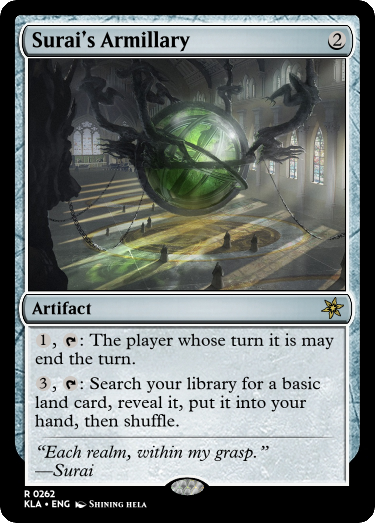 Surai's Armillary 2
Artifact
1, : The player whose turn it is may
end the turn.
3, : Search your library for a basic
land card, reveal it, put it into your
hand, then shuffle.
“Each realm, within my grasp.”
—Surai
R 0262
KLA • ENG SHINING HELA